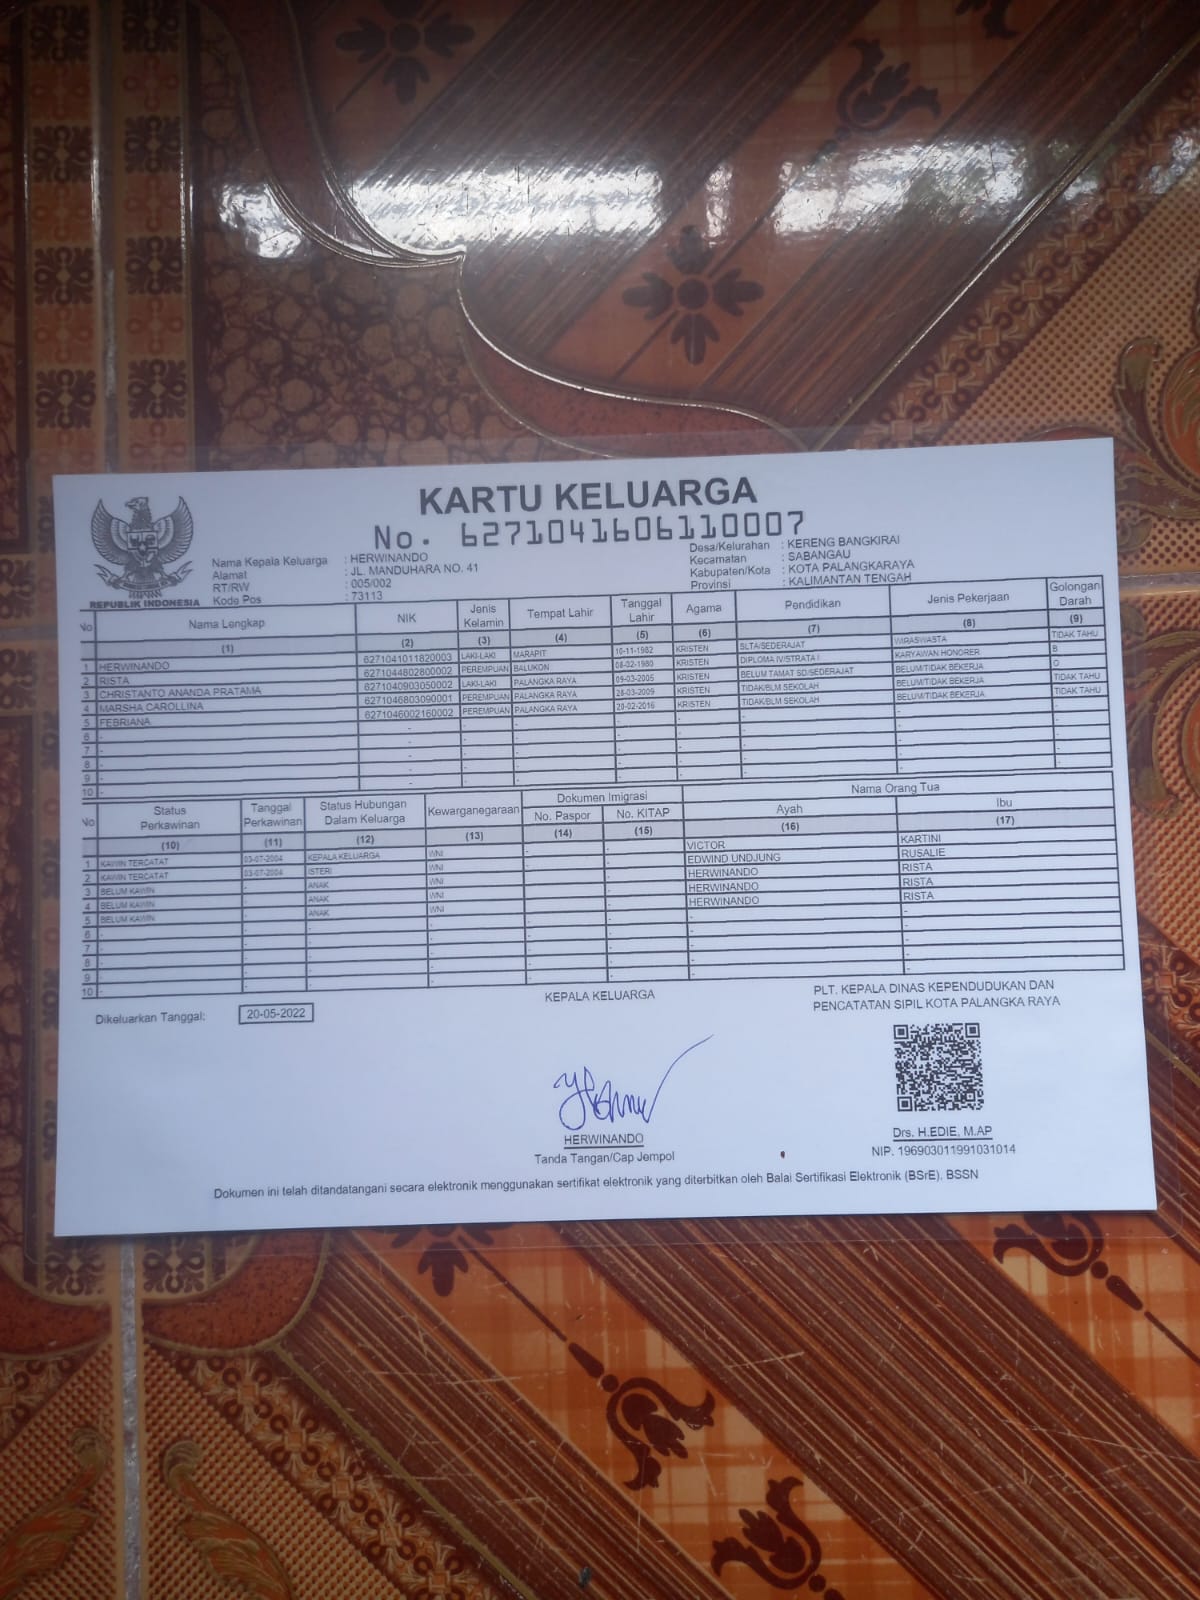 KARTU KELUARGA
No. 6271041606110007
REPUBLIK INDONESIA
Nama Kepala Keluarga : HERWINANDO
Alamat : JL. MANDUHARA NO. 41
RT/RW : 005/002
Kode Pos : 73113
Desa/Kelurahan : KERENG BANGKIRAI
Kecamatan : SABANGAU
Kabupaten/Kota : KOTA PALANGKARAYA
Provinsi : KALIMANTAN TENGAH
No Nama Lengkap NIK Jenis Kelamin Tempat Lahir Tanggal Lahir Agama Pendidikan Jenis Pekerjaan Golongan Darah
(1) (2) (3) (4) (5) (6) (7) (8) (9)
1 HERWINANDO 6271041011820003 LAKI-LAKI MARAPIT 10-11-1982 KRISTEN SLTA/SEDERAJAT WIRASWASTA TIDAK TAHU
2 RISTA 6271044802800002 PEREMPUAN BALUKON 08-02-1980 KRISTEN DIPLOMA IV/STRATA I KARYAWAN HONORER B
3 CHRISTANTO ANANDA PRATAMA 6271040903050002 LAKI-LAKI PALANGKA RAYA 09-03-2005 KRISTEN BELUM TAMAT SD/SEDERAJAT BELUM/TIDAK BEKERJA O
4 MARSHA CAROLLINA 6271046803090001 PEREMPUAN PALANGKA RAYA 28-03-2009 KRISTEN TIDAK/BLM SEKOLAH BELUM/TIDAK BEKERJA TIDAK TAHU
5 FEBRIANA 6271046002160002 PEREMPUAN PALANGKA RAYA 20-02-2016 KRISTEN TIDAK/BLM SEKOLAH BELUM/TIDAK BEKERJA TIDAK TAHU
6 - - - - - - - - -
7 - - - - - - - - -
8 - - - - - - - - -
9 - - - - - - - - -
10 - - - - - - - - -
No Status Perkawinan Tanggal Perkawinan Status Hubungan Dalam Keluarga Kewarganegaraan Dokumen Imigrasi Nama Orang Tua
No. Paspor No. KITAP Ayah Ibu
(10) (11) (12) (13) (14) (15) (16) (17)
1 KAWIN TERCATAT 03-07-2004 KEPALA KELUARGA WNI - - VICTOR KARTINI
2 KAWIN TERCATAT 03-07-2004 ISTERI WNI - - EDWIND UNDJUNG RUSALIE
3 BELUM KAWIN - ANAK WNI - - HERWINANDO RISTA
4 BELUM KAWIN - ANAK WNI - - HERWINANDO RISTA
5 BELUM KAWIN - ANAK WNI - - HERWINANDO RISTA
6 - - - - - - - -
7 - - - - - - - -
8 - - - - - - - -
9 - - - - - - - -
10 - - - - - - - -
Dikeluarkan Tanggal: 20-05-2022
KEPALA KELUARGA
HERWINANDO
Tanda Tangan/Cap Jempol
PLT. KEPALA DINAS KEPENDUDUKAN DAN
PENCATATAN SIPIL KOTA PALANGKA RAYA
Drs. H.EDIE, M.AP
NIP. 196903011991031014
Dokumen ini telah ditandatangani secara elektronik menggunakan sertifikat elektronik yang diterbitkan oleh Balai Sertifikasi Elektronik (BSrE), BSSN